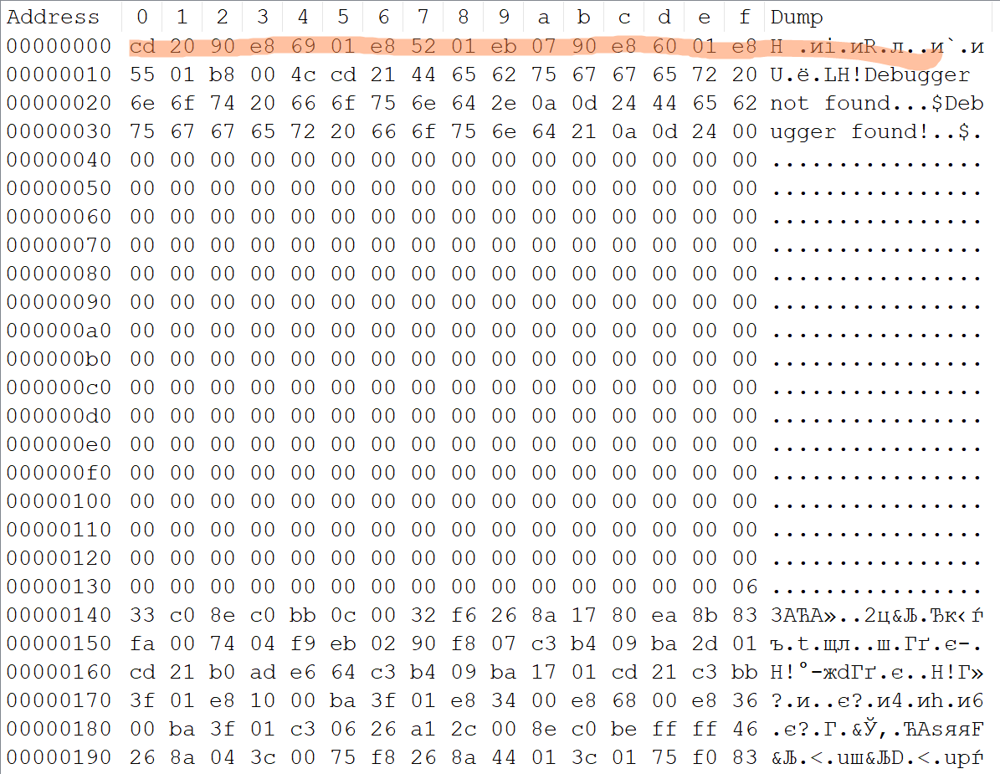 Address 0 1 2 3 4 5 6 7 8 9 a b c d e f Dump
00000000 cd 20 90 e8 69 01 e8 52 01 eb 07 90 e8 60 01 e8 Н .иi.иR.л..и`.и
00000010 55 01 b8 00 4c cd 21 44 65 62 75 67 67 65 72 20 U.ё.LН!Debugger
00000020 6e 6f 74 20 66 6f 75 6e 64 2e 0a 0d 24 44 65 62 not found...$Deb
00000030 75 67 67 65 72 20 66 6f 75 6e 64 21 0a 0d 24 00 ugger found!..$.
00000040 00 00 00 00 00 00 00 00 00 00 00 00 00 00 00 00 ................
00000050 00 00 00 00 00 00 00 00 00 00 00 00 00 00 00 00 ................
00000060 00 00 00 00 00 00 00 00 00 00 00 00 00 00 00 00 ................
00000070 00 00 00 00 00 00 00 00 00 00 00 00 00 00 00 00 ................
00000080 00 00 00 00 00 00 00 00 00 00 00 00 00 00 00 00 ................
00000090 00 00 00 00 00 00 00 00 00 00 00 00 00 00 00 00 ................
000000a0 00 00 00 00 00 00 00 00 00 00 00 00 00 00 00 00 ................
000000b0 00 00 00 00 00 00 00 00 00 00 00 00 00 00 00 00 ................
000000c0 00 00 00 00 00 00 00 00 00 00 00 00 00 00 00 00 ................
000000d0 00 00 00 00 00 00 00 00 00 00 00 00 00 00 00 00 ................
000000e0 00 00 00 00 00 00 00 00 00 00 00 00 00 00 00 00 ................
000000f0 00 00 00 00 00 00 00 00 00 00 00 00 00 00 00 00 ................
00000100 00 00 00 00 00 00 00 00 00 00 00 00 00 00 00 00 ................
00000110 00 00 00 00 00 00 00 00 00 00 00 00 00 00 00 00 ................
00000120 00 00 00 00 00 00 00 00 00 00 00 00 00 00 00 00 ................
00000130 00 00 00 00 00 00 00 00 00 00 00 00 00 00 00 06 ................
00000140 33 c0 8e c0 bb 0c 00 32 f6 26 8a 17 80 ea 8b 83 3АЋА»..2ц&Љ.Ђк‹ѓ
00000150 fa 00 74 04 f9 eb 02 90 f8 07 c3 b4 09 ba 2d 01 ъ.t.щл..ш.Гґ.є-.
00000160 cd 21 b0 ad e6 64 c3 b4 09 ba 17 01 cd 21 c3 bb Н!°-жdГґ.є..Н!Г»
00000170 3f 01 e8 10 00 ba 3f 01 e8 34 00 e8 68 00 e8 36 ?.и..є?.и4.иh.и6
00000180 00 ba 3f 01 c3 06 26 a1 2c 00 8e c0 be ff ff 46 .є?.Г.&Ў,.ЋАѕяяF
00000190 26 8a 04 3c 00 75 f8 26 8a 44 01 3c 01 75 f0 83 &Љ.<.uш&ЉD.<.uрѓ